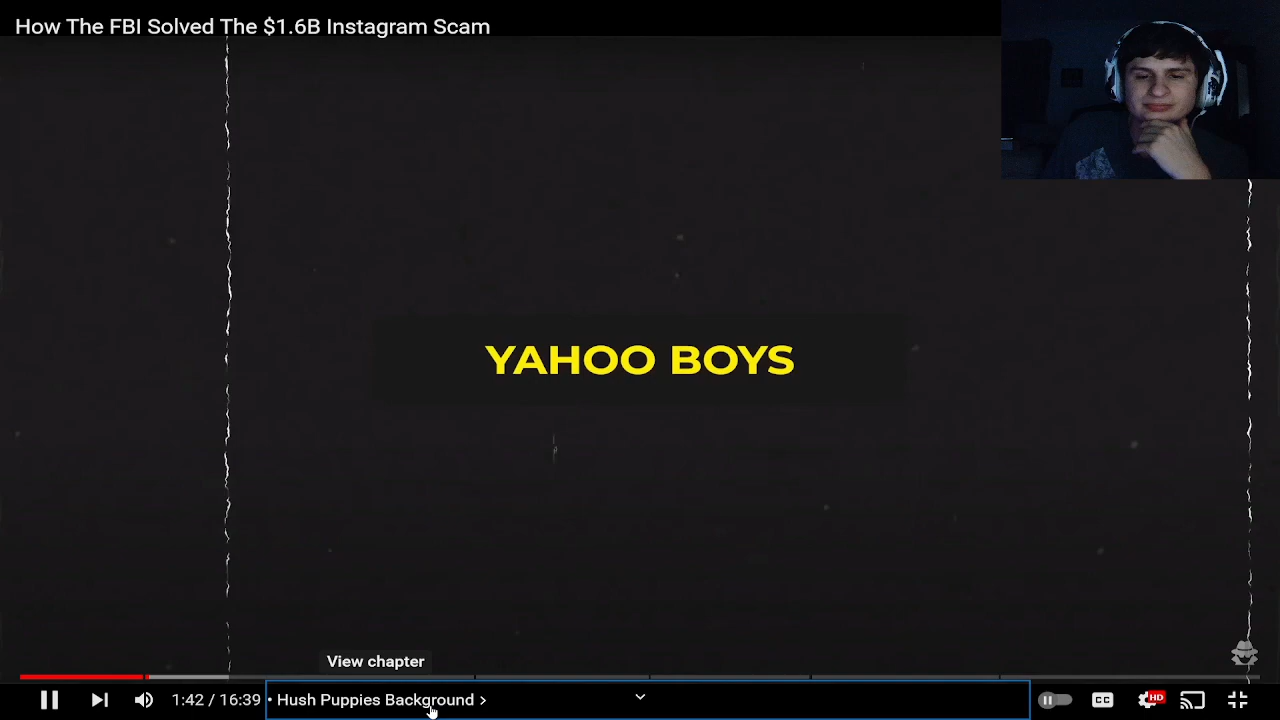 How The FBI Solved The $1.6B Instagram Scam
YAHOO BOYS
View chapter
1:42 / 16:39 • Hush Puppies Background >
CC
HD